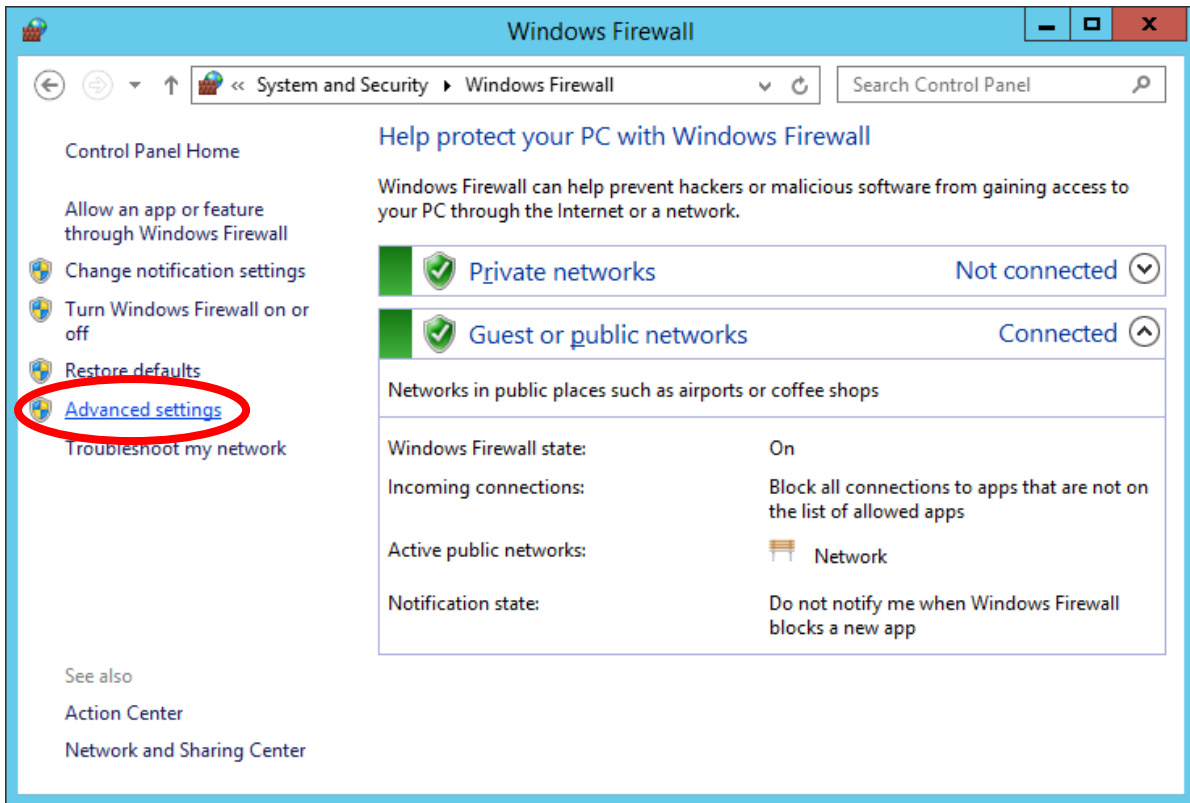 Windows Firewall
« System and Security ▸ Windows Firewall
Search Control Panel
Control Panel Home
Allow an app or feature
through Windows Firewall
Change notification settings
Turn Windows Firewall on or
off
Restore defaults
Advanced settings
Troubleshoot my network
See also
Action Center
Network and Sharing Center
Help protect your PC with Windows Firewall
Windows Firewall can help prevent hackers or malicious software from gaining access to
your PC through the Internet or a network.
Private networks Not connected
Guest or public networks Connected
Networks in public places such as airports or coffee shops
Windows Firewall state: On
Incoming connections: Block all connections to apps that are not on
the list of allowed apps
Active public networks: Network
Notification state: Do not notify me when Windows Firewall
blocks a new app